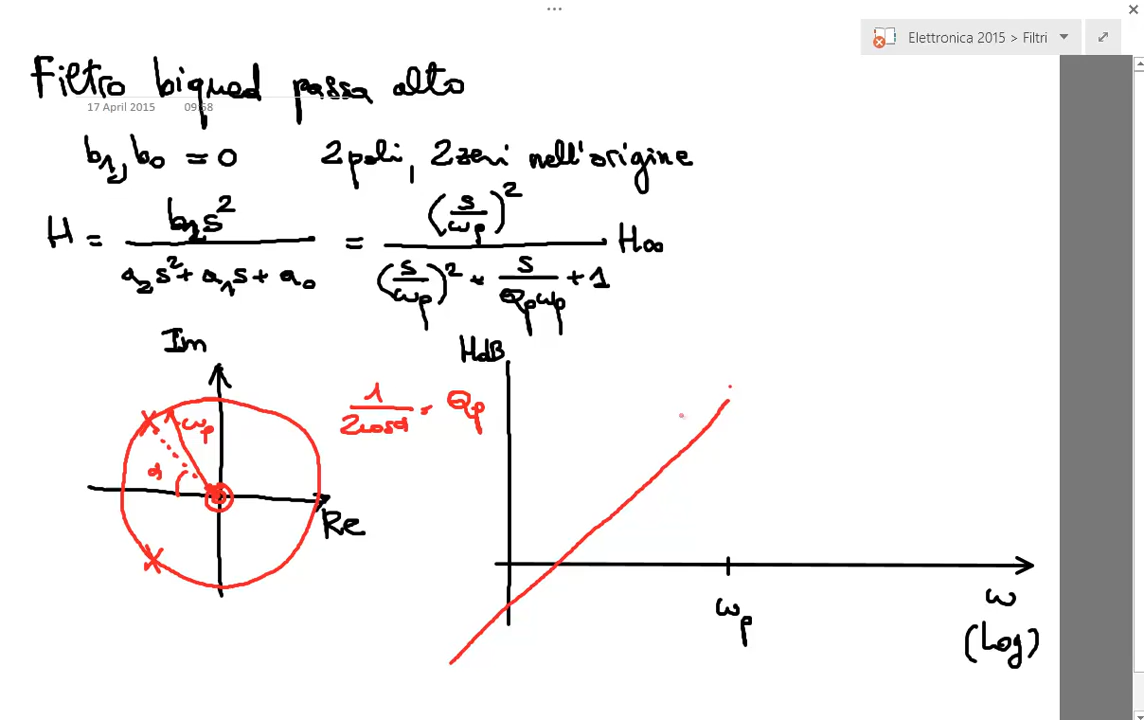 Elettronica 2015 > Filtri
Filtro biquad passa alto
17 April 2015 09:58
b₁, b₀ = 0 2 poli, 2 zeri nell'origine
H = b₂s² / (a₂s² + a₁s + a₀) = (s/ωp)² / ((s/ωp)² + s/(Qpωp) + 1) H∞
Im
HdB
1/(2cosα) = Qp
ωp
α
Re
ωp
ω
(Log)